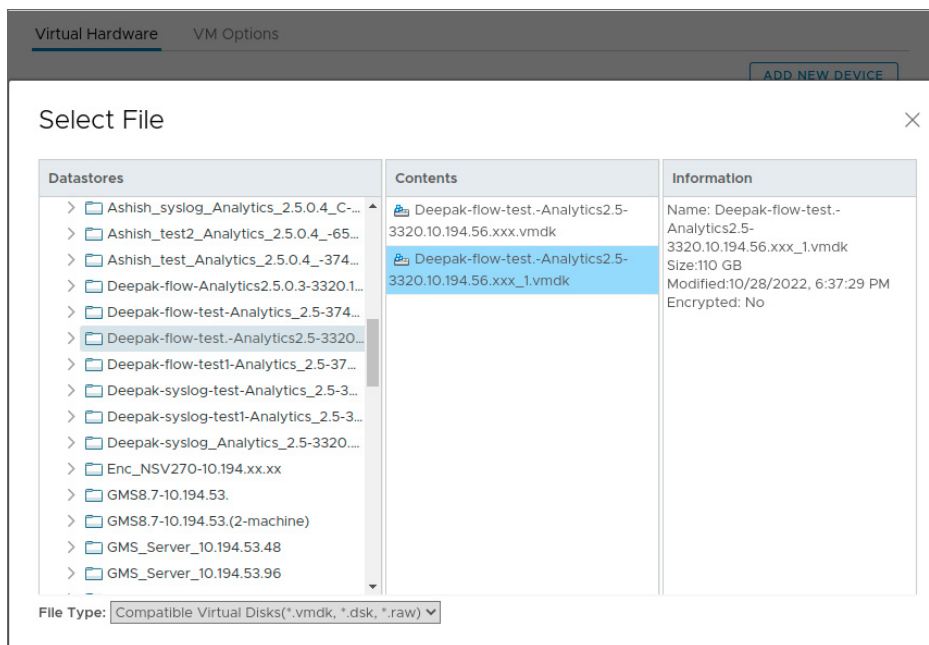 Virtual Hardware VM Options
ADD NEW DEVICE
Select File
Datastores
Ashish_syslog_Analytics_2.5.0.4_C-...
Ashish_test2_Analytics_2.5.0.4_-65...
Ashish_test_Analytics_2.5.0.4_-374...
Deepak-flow-Analytics2.5.0.3-3320.1...
Deepak-flow-test-Analytics_2.5-374...
Deepak-flow-test.-Analytics2.5-3320...
Deepak-flow-test1-Analytics_2.5-37...
Deepak-syslog-test-Analytics_2.5-3...
Deepak-syslog-test1-Analytics_2.5-3...
Deepak-syslog_Analytics_2.5-3320....
Enc_NSV270-10.194.xx.xx
GMS8.7-10.194.53.
GMS8.7-10.194.53.(2-machine)
GMS_Server_10.194.53.48
GMS_Server_10.194.53.96
Contents
Deepak-flow-test.-Analytics2.5-
3320.10.194.56.xxx.vmdk
Deepak-flow-test.-Analytics2.5-
3320.10.194.56.xxx_1.vmdk
Information
Name: Deepak-flow-test.-
Analytics2.5-
3320.10.194.56.xxx_1.vmdk
Size:110 GB
Modified:10/28/2022, 6:37:29 PM
Encrypted: No
File Type: Compatible Virtual Disks(*.vmdk, *.dsk, *.raw)